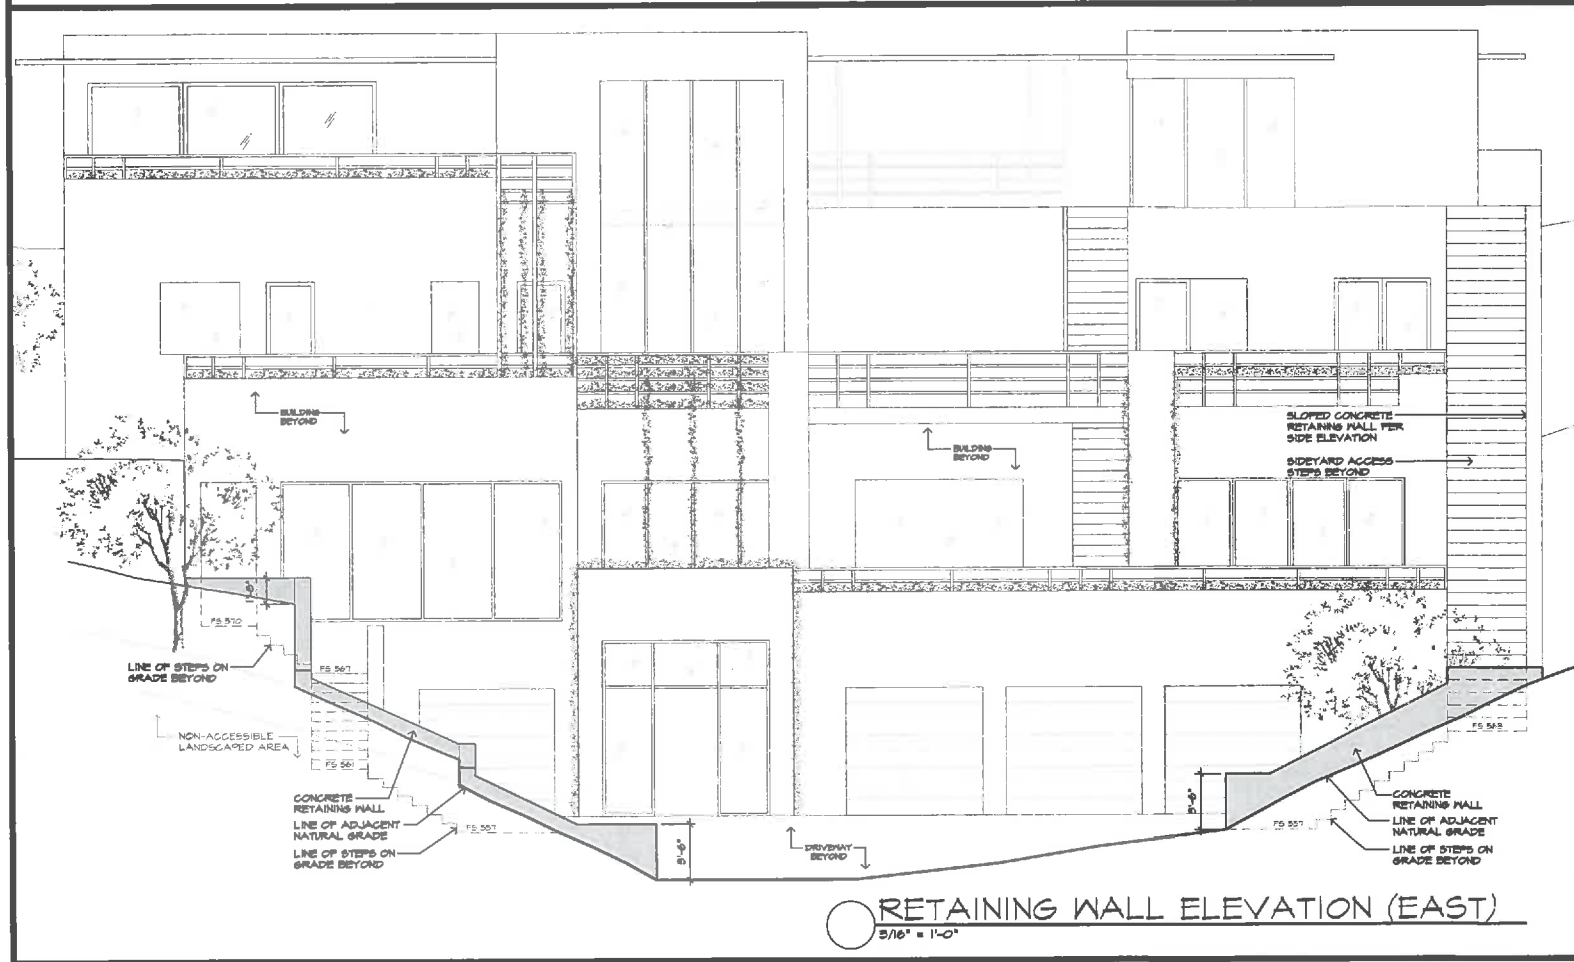 BUILDING
BEYOND
BUILDING
BEYOND
SLOPED CONCRETE
RETAINING WALL PER
SIDE ELEVATION
SIDEYARD ACCESS
STEPS BEYOND
FS 570
LINE OF STEPS ON
GRADE BEYOND
FS 567
NON-ACCESSIBLE
LANDSCAPED AREA
FS 561
CONCRETE
RETAINING WALL
LINE OF ADJACENT
NATURAL GRADE
LINE OF STEPS ON
GRADE BEYOND
FS 557
DRIVEWAY
BEYOND
FS 557
CONCRETE
RETAINING WALL
LINE OF ADJACENT
NATURAL GRADE
LINE OF STEPS ON
GRADE BEYOND
RETAINING WALL ELEVATION (EAST)
3/16" = 1'-0"